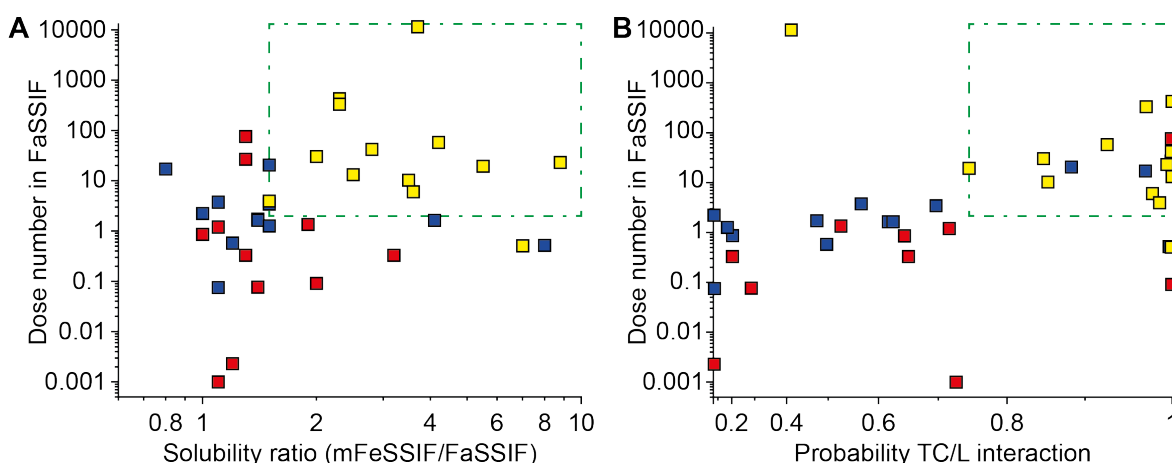 A
Dose number in FaSSIF
10000
1000
100
10
1
0.1
0.01
0.001
0.8 1 2 4 6 8 10
Solubility ratio (mFeSSIF/FaSSIF)
B
Dose number in FaSSIF
10000
1000
100
10
1
0.1
0.01
0.001
0.2 0.4 0.6 0.8 1
Probability TC/L interaction